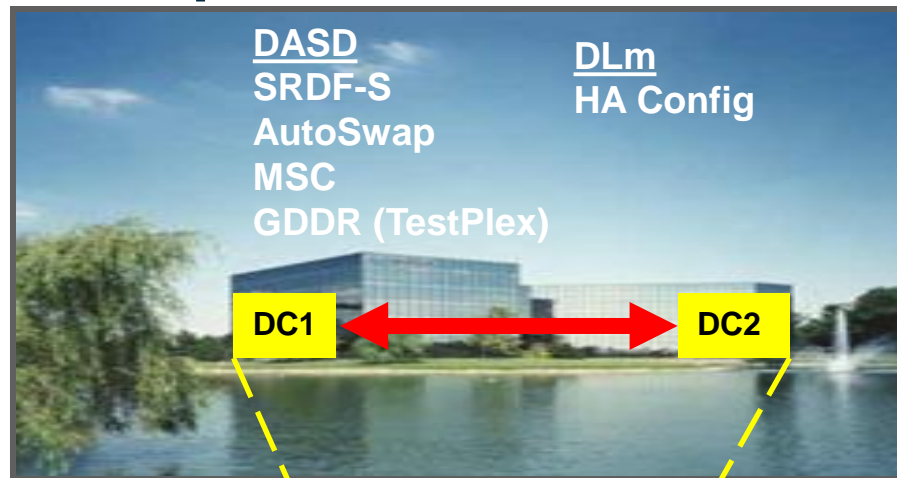 DASD
SRDF-S
AutoSwap
MSC
GDDR (TestPlex)
DLm
HA Config
DC1
DC2